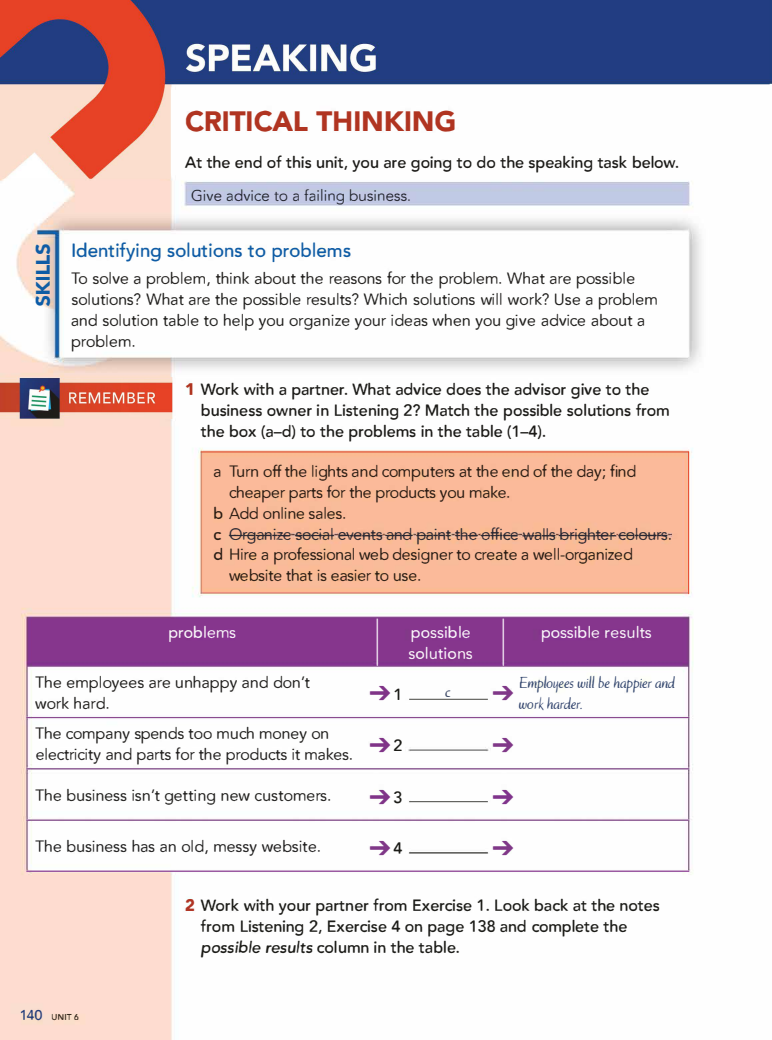 SPEAKING
CRITICAL THINKING
At the end of this unit, you are going to do the speaking task below.
Give advice to a failing business.
SKILLS
Identifying solutions to problems
To solve a problem, think about the reasons for the problem. What are possible
solutions? What are the possible results? Which solutions will work? Use a problem
and solution table to help you organize your ideas when you give advice about a
problem.
REMEMBER
1 Work with a partner. What advice does the advisor give to the
business owner in Listening 2? Match the possible solutions from
the box (a–d) to the problems in the table (1–4).
a Turn off the lights and computers at the end of the day; find
cheaper parts for the products you make.
b Add online sales.
c Organize social events and paint the office walls brighter colours.
d Hire a professional web designer to create a well-organized
website that is easier to use.
problems
possible
solutions
possible results
The employees are unhappy and don't
work hard.
➔ 1 ________ ➔
c
Employees will be happier and
work harder.
The company spends too much money on
electricity and parts for the products it makes.
➔ 2 ________ ➔
The business isn't getting new customers.
➔ 3 ________ ➔
The business has an old, messy website.
➔ 4 ________ ➔
2 Work with your partner from Exercise 1. Look back at the notes
from Listening 2, Exercise 4 on page 138 and complete the
possible results column in the table.
140 UNIT 6